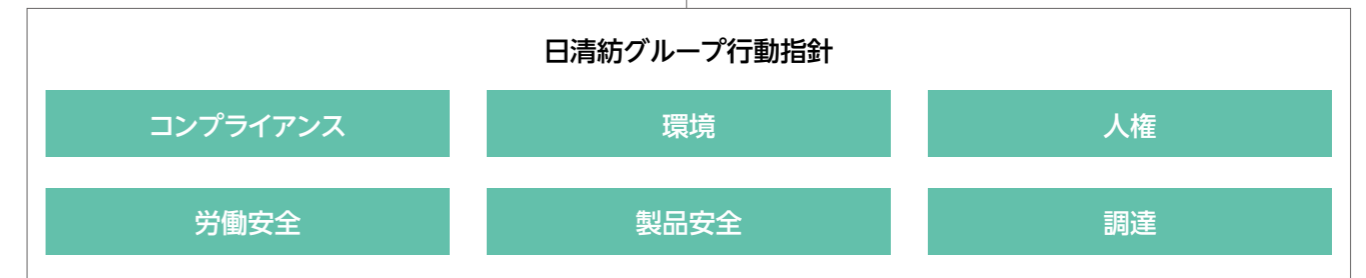 日清紡グループ行動指針
コンプライアンス
環境
人権
労働安全
製品安全
調達